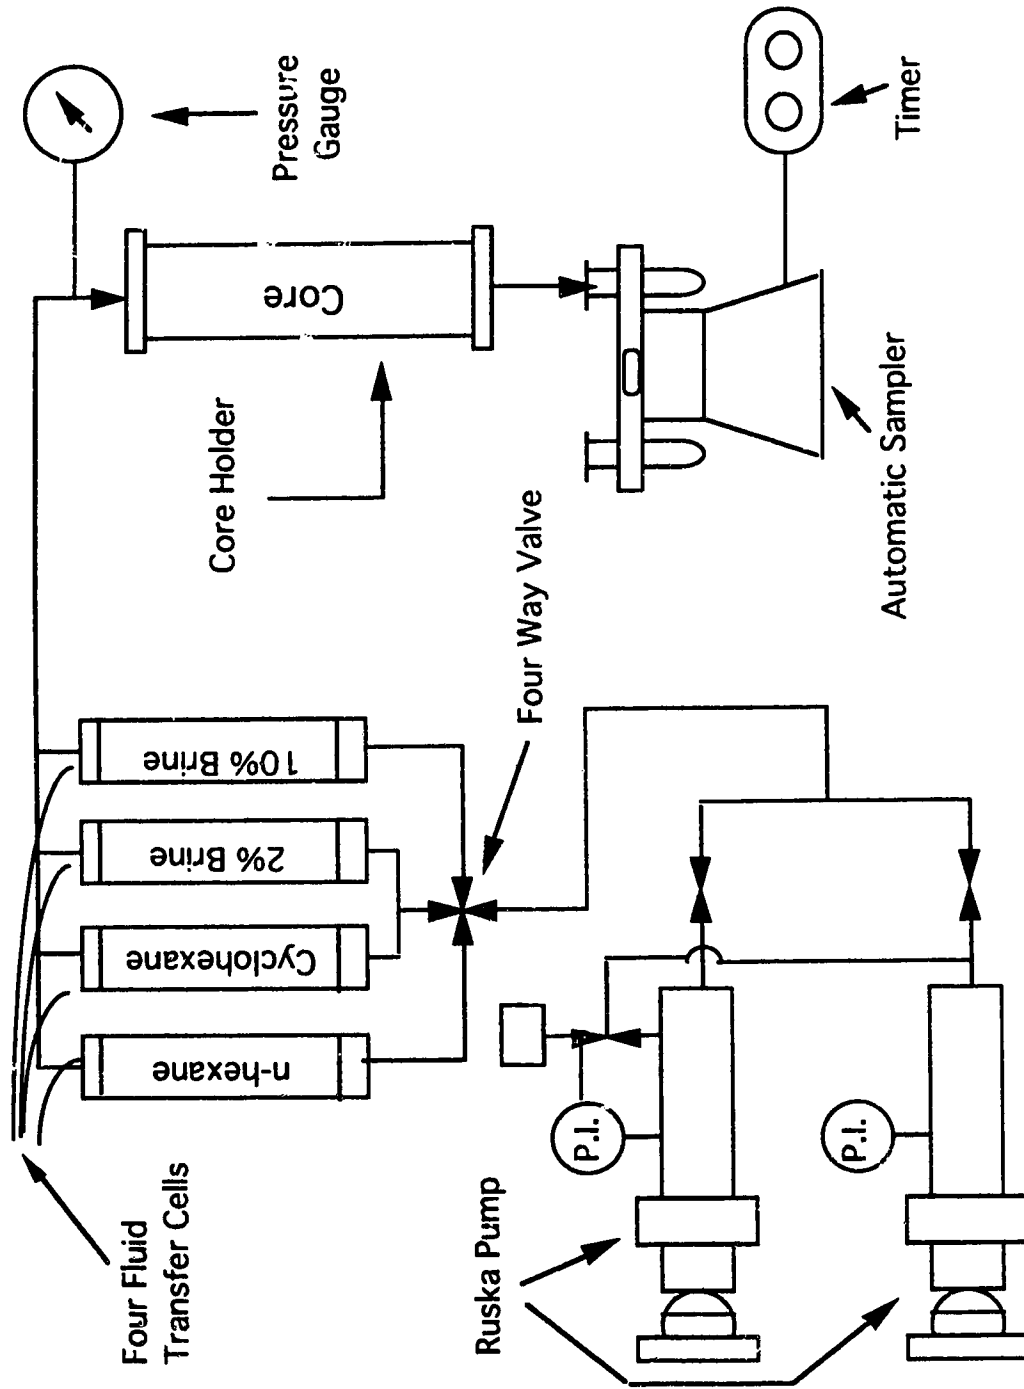 Four Fluid
Transfer Cells
n-hexane
Cyclohexane
2% Brine
10% Brine
Four Way Valve
Core Holder
Core
Pressure
Gauge
Ruska Pump
P.I.
P.I.
Automatic Sampler
Timer